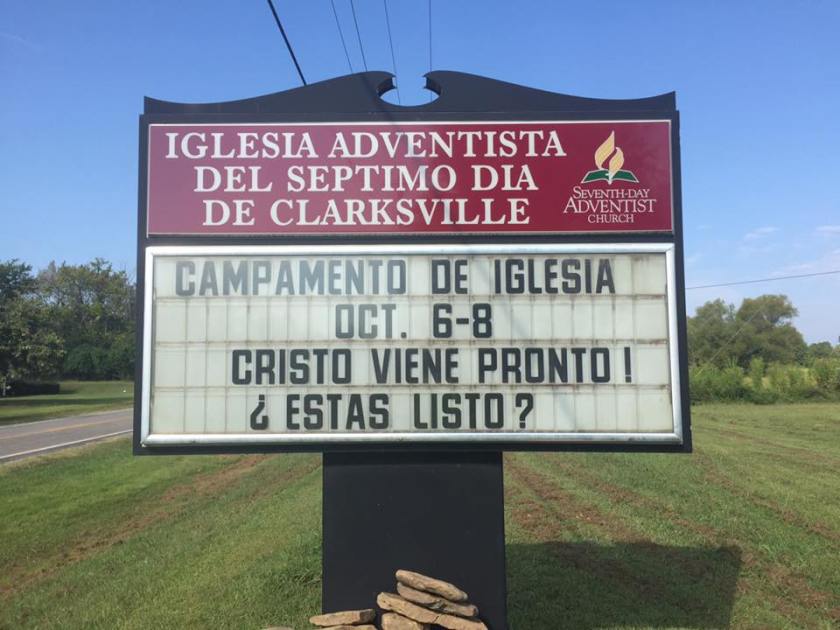 IGLESIA ADVENTISTA
DEL SEPTIMO DIA
DE CLARKSVILLE
SEVENTH-DAY
ADVENTIST
CHURCH
CAMPAMENTO DE IGLESIA
OCT. 6-8
CRISTO VIENE PRONTO!
¿ESTAS LISTO?